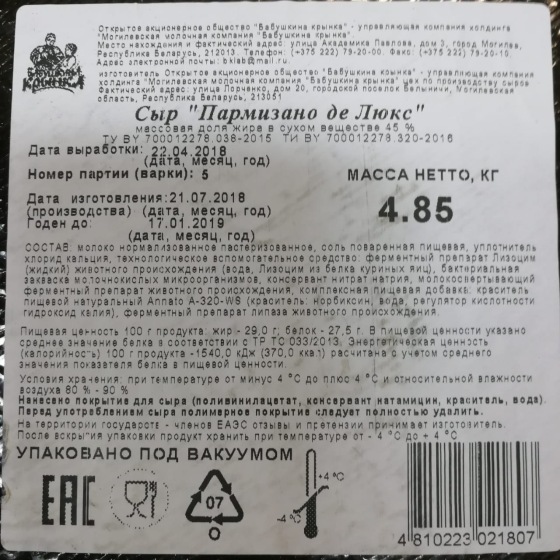 Открытое акционерное общество "Бабушкина крынка" - управляющая компания холдинга
"Могилевская молочная компания "Бабушкина крынка".
Место нахождения и фактический адрес: улица Академика Павлова, дом 3, город Могилев,
Республика Беларусь, 212013. Телефоны: (+375 222) 79-20-00. Факс: (+375 222) 79-20-10.
Адрес электронной почты: bklab@mail.ru.
изготовитель: Открытое акционерное общество "Бабушкина крынка" - управляющая компания
холдинга "Могилевская молочная компания "Бабушкина крынка" цех по производству сыров
Фактический адрес: улица Лорченко, дом 20, городской поселок Белыничи, Могилевская
область, Республика Беларусь, 213051
БАБУШКИНА
КРЫНКА
Сыр "Пармизано де Люкс"
массовая доля жира в сухом веществе 45 %
ТУ BY 700012278.038-2015 ТИ BY 700012278.320-2016
Дата выработки: 22.04.2018
(дата, месяц, год)
Номер партии (варки): 5
МАССА НЕТТО, КГ
4.85
Дата изготовления:21.07.2018
(производства) (дата, месяц, год)
Годен до: 17.01.2019
(дата, месяц, год)
СОСТАВ: молоко нормализованное пастеризованное, соль поваренная пищевая, уплотнитель
хлорид кальция, технологическое вспомогательное средство: ферментный препарат Лизоцим
(жидкий) животного происхождения (вода, Лизоцим из белка куриных яиц), бактериальная
закваска молочнокислых микроорганизмов, консервант нитрат натрия, молокосвертывающий
ферментный препарат животного происхождения, комплексная пищевая добавка: краситель
пищевой натуральный Annato A-320-WS (краситель: норбиксин, вода, регулятор кислотности
гидроксид калия), ферментный препарат липаза животного происхождения.
Пищевая ценность 100 г продукта: жир - 29,0 г; белок - 27,5 г. В пищевой ценности указано
среднее значение белка в соответствии с ТР ТС 033/2013. Энергетическая ценность
(калорийность) 100 г продукта -1540,0 кДж (370,0 ккал) расчитана с учетом среднего
значения показателя белка в пищевой ценности.
Условия хранения: при температуре от минус 4 °С до плюс 4 °С и относительной влажности
воздуха 80 % - 90 %.
Нанесено покрытие для сыра (поливинилацетат, консервант натамицин, краситель, вода).
Перед употреблением сыра полимерное покрытие следует полностью удалить.
На территории государств - членов ЕАЭС отзывы и претензии принимает изготовитель.
После вскрытия упаковки продукт хранить при температуре от - 4 °С до + 4 °С
УПАКОВАНО ПОД ВАКУУМОМ
EAC
07
O
+4 °C
-4 °C
4 810223 021807